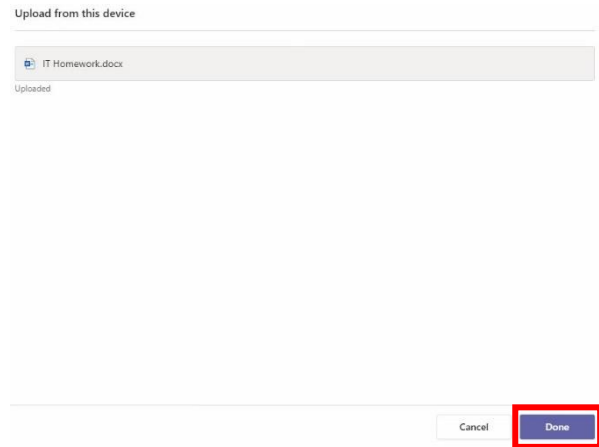 Upload from this device
IT Homework.docx
Uploaded
Cancel
Done